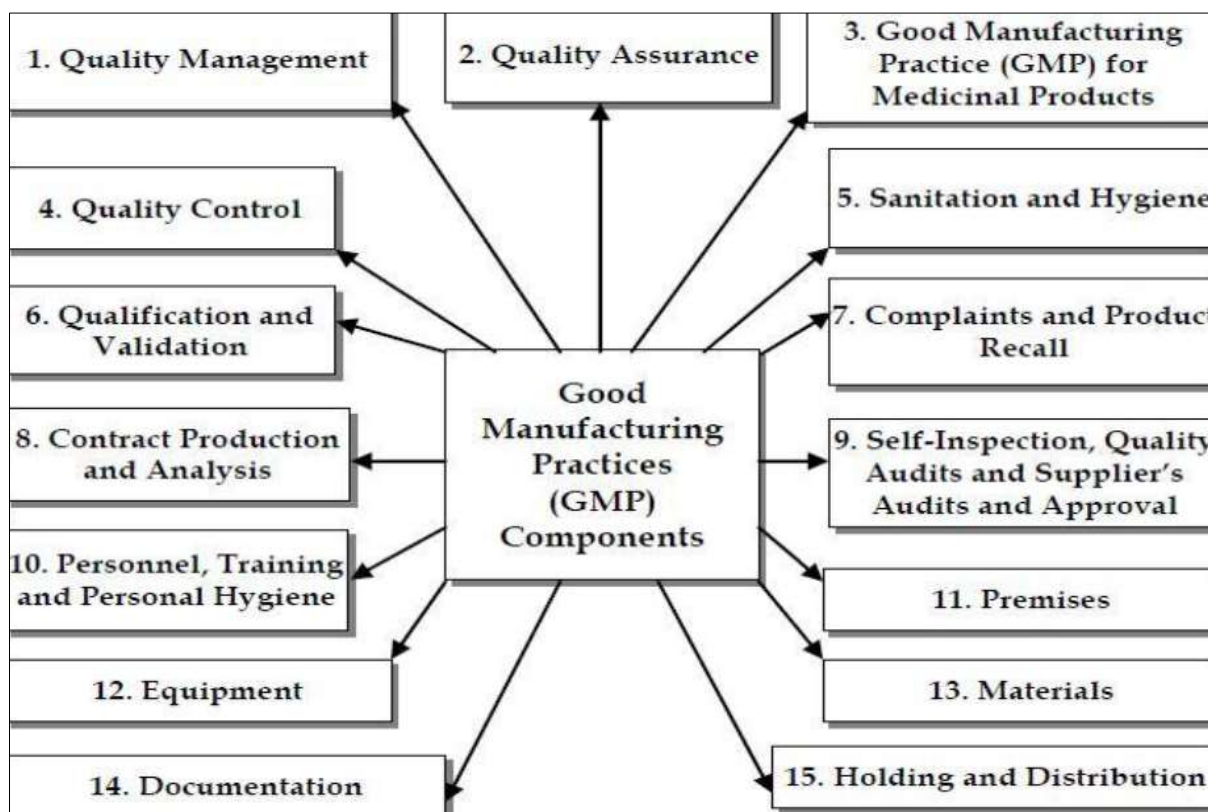 1. Quality Management
2. Quality Assurance
3. Good Manufacturing
Practice (GMP) for
Medicinal Products
4. Quality Control
5. Sanitation and Hygiene
6. Qualification and
Validation
7. Complaints and Product
Recall
Good
Manufacturing
Practices
(GMP)
Components
8. Contract Production
and Analysis
9. Self-Inspection, Quality
Audits and Supplier's
Audits and Approval
10. Personnel, Training
and Personal Hygiene
11. Premises
12. Equipment
13. Materials
14. Documentation
15. Holding and Distribution